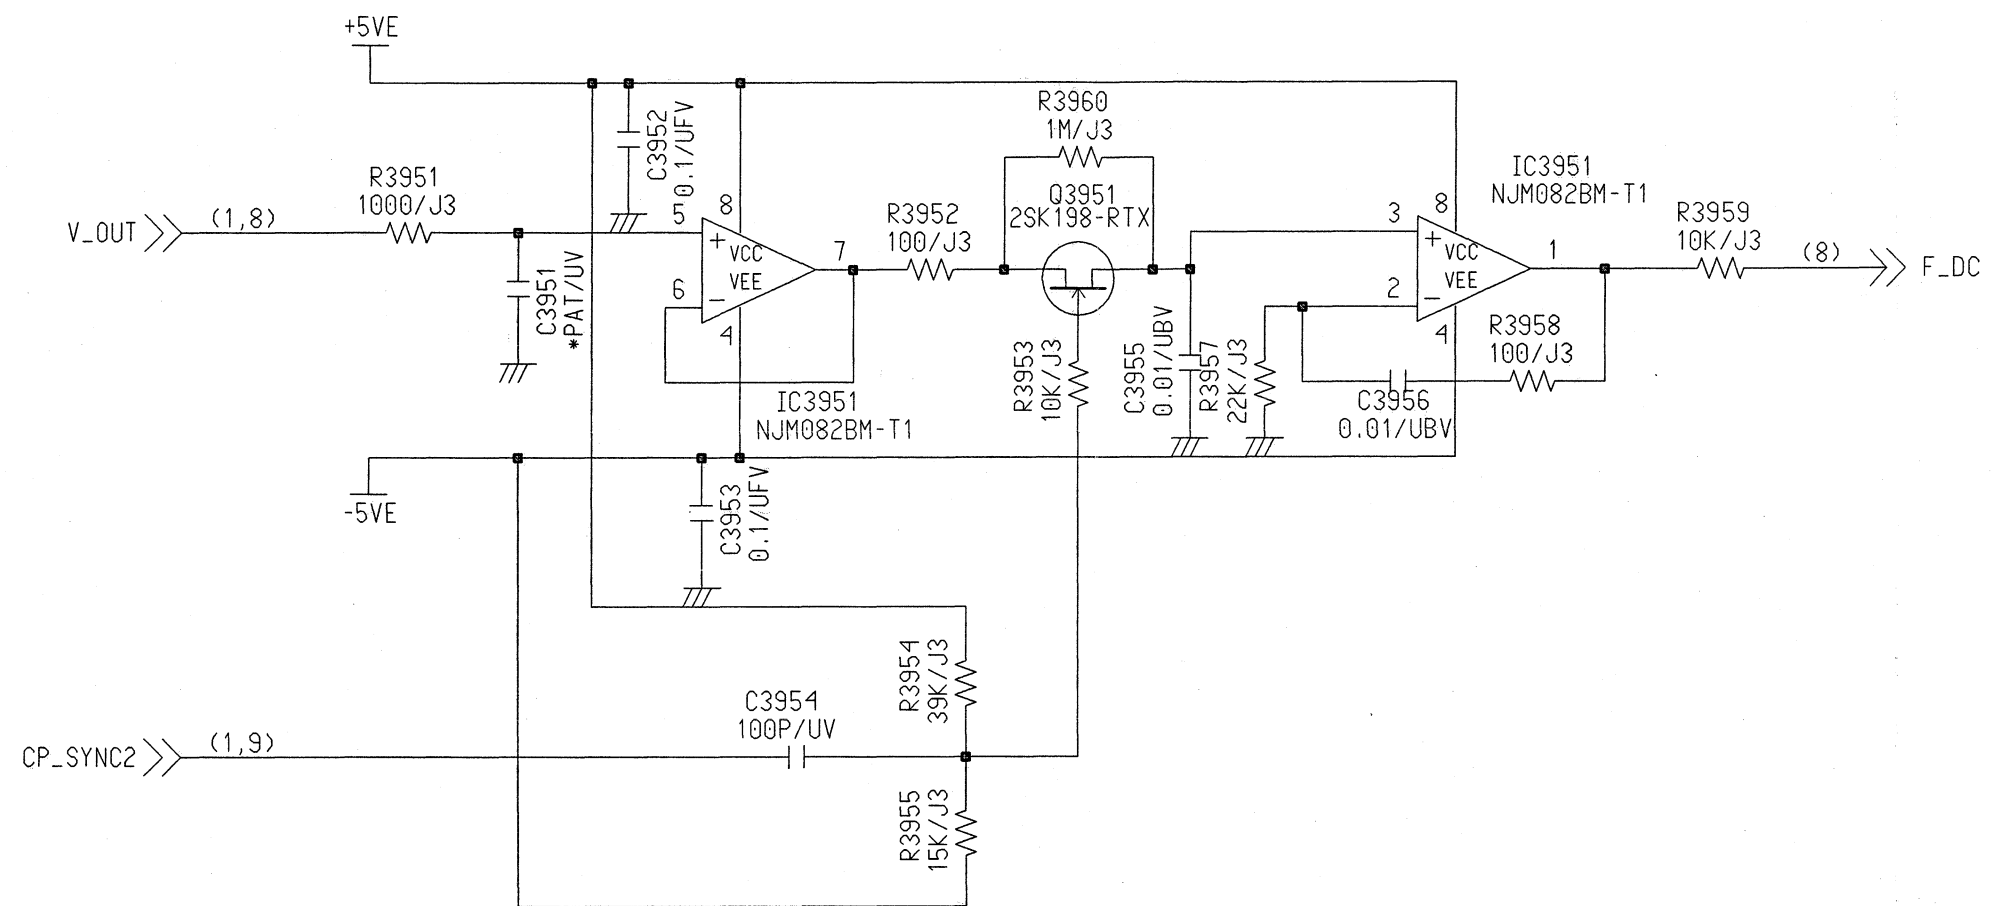 +5VE
R3960
1M/J3
C3952
0.1/UFV
R3951
1000/J3
V_OUT
(1,8)
C3951
*PAT/UV
5
8
+
VCC
VEE
6
-
4
7
IC3951
NJM082BM-T1
R3952
100/J3
Q3951
2SK198-RTX
R3953
10K/J3
C3955
0.01/UBV
R3957
22K/J3
IC3951
NJM082BM-T1
3
8
+
VCC
VEE
2
-
4
1
R3959
10K/J3
(8)
F_DC
R3958
100/J3
C3956
0.01/UBV
-5VE
C3953
0.1/UFV
R3954
39K/J3
C3954
100P/UV
CP_SYNC2
(1,9)
R3955
15K/J3